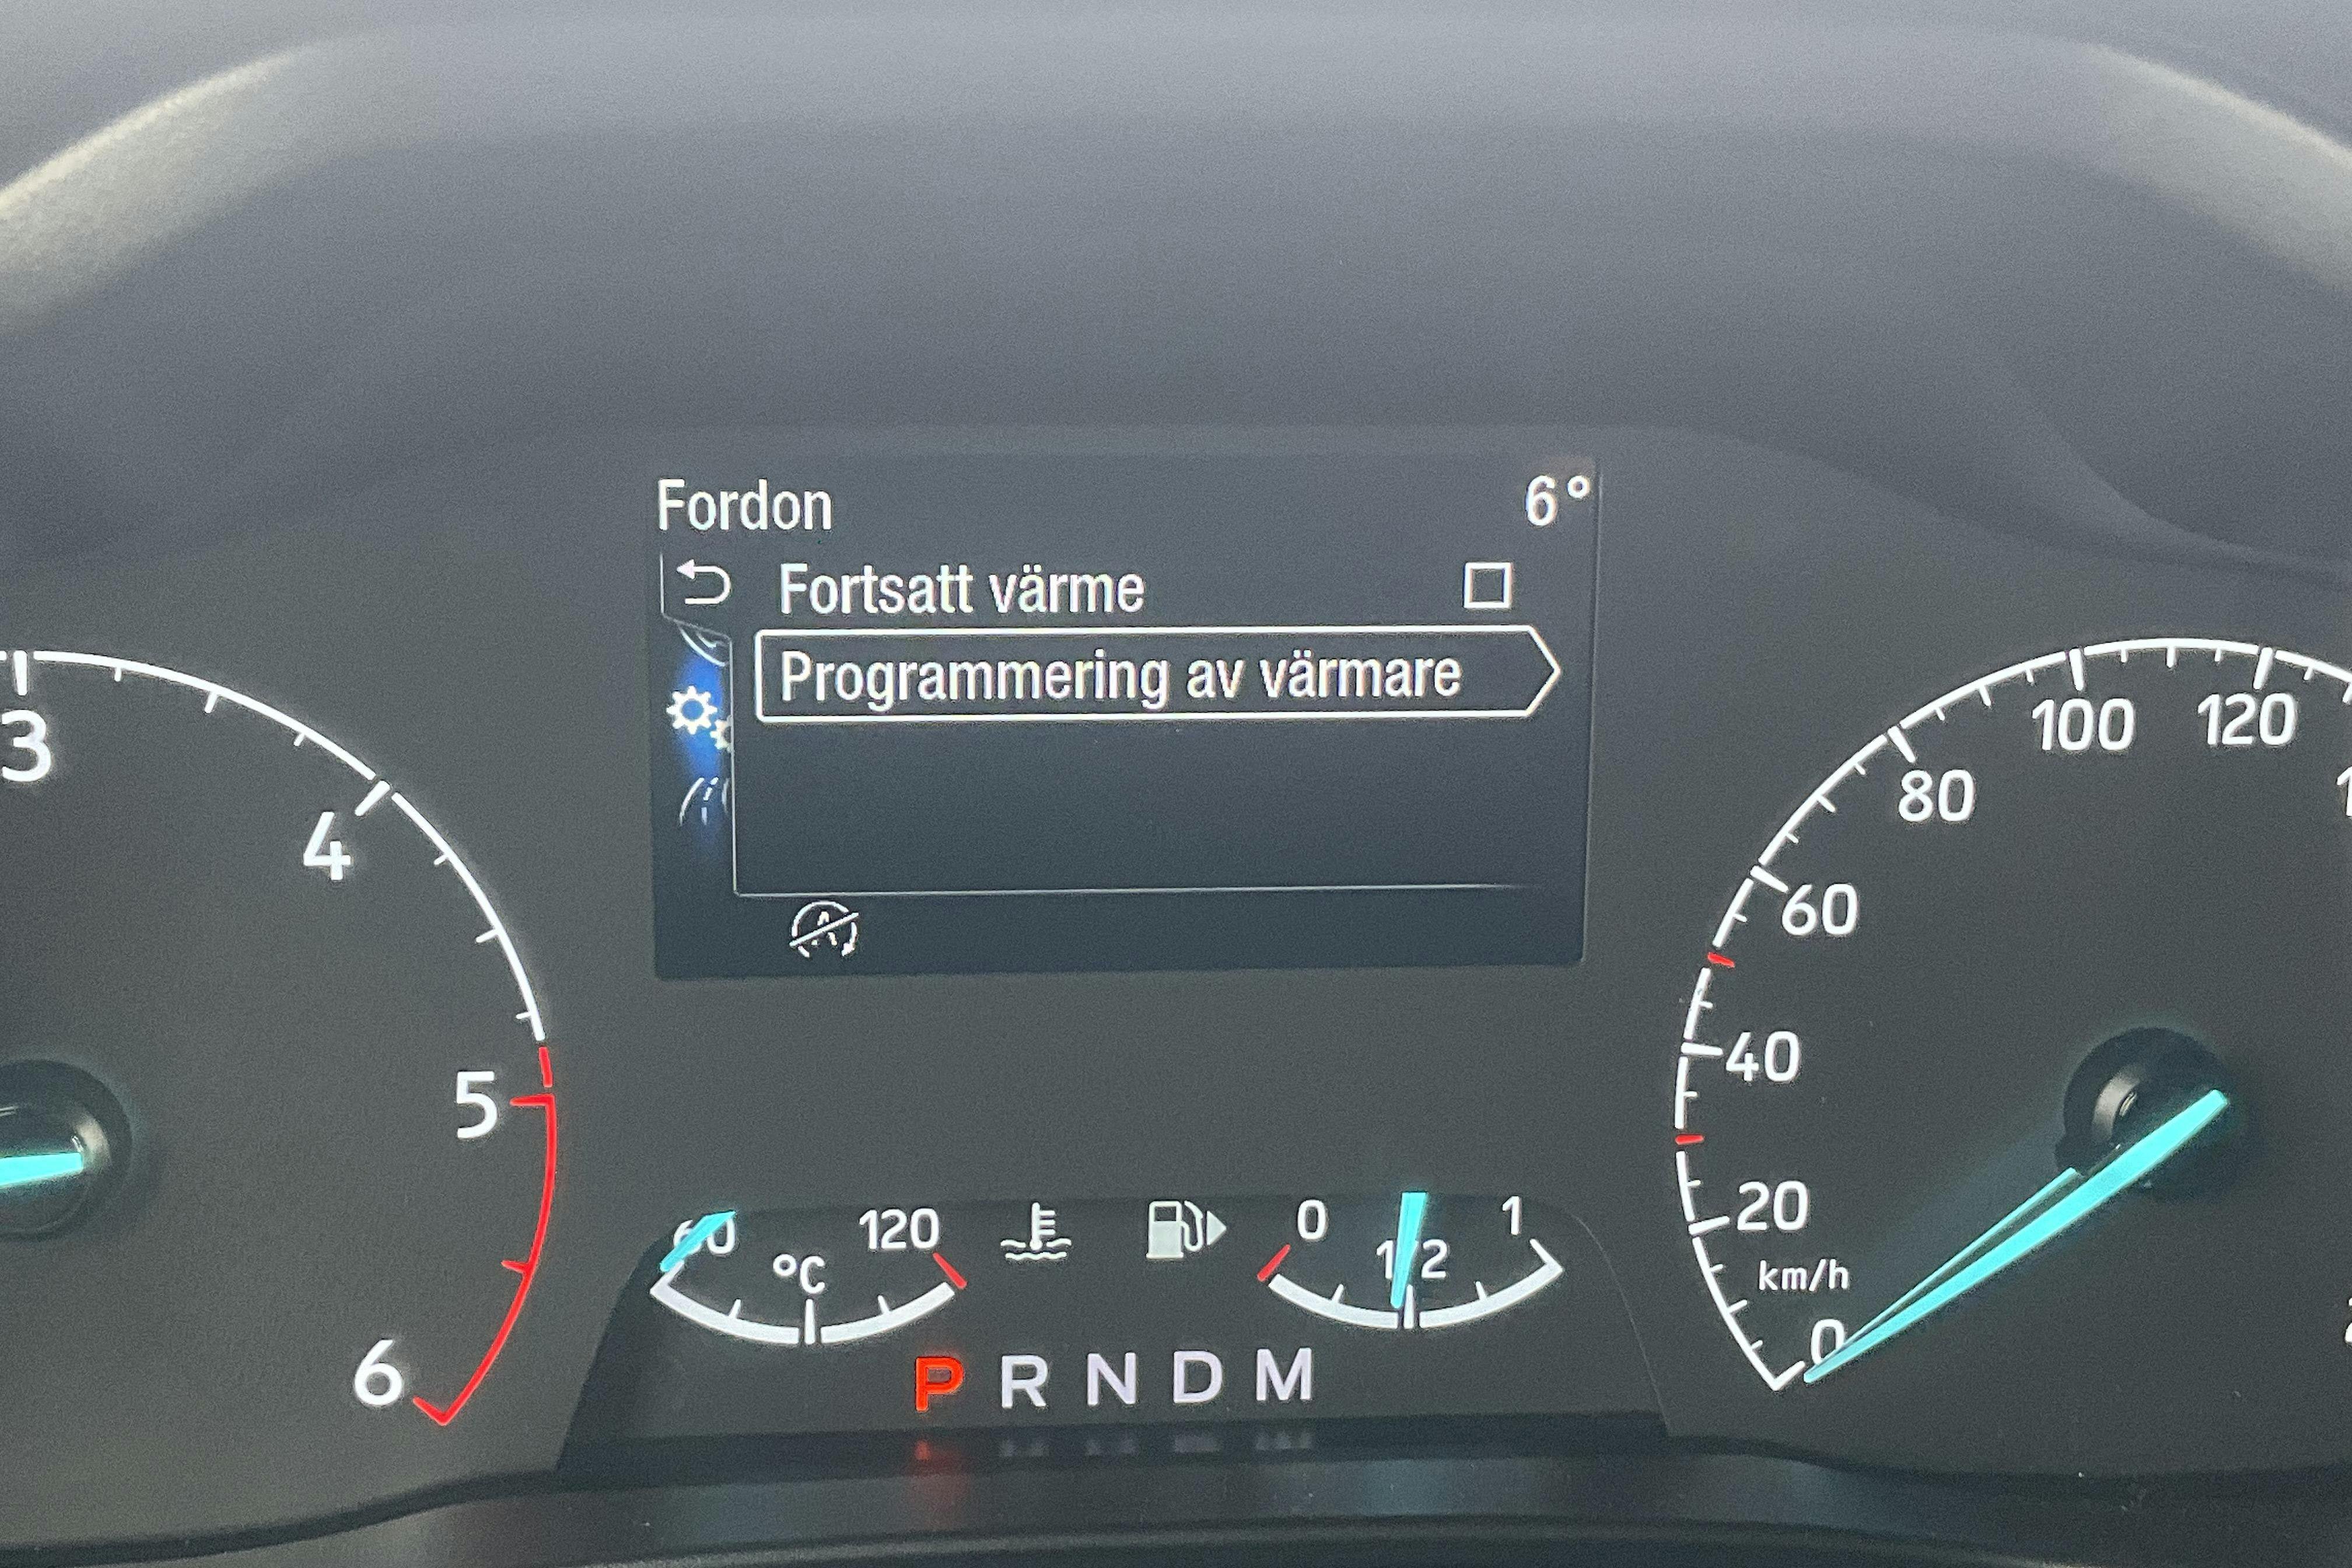 Fordon 6°
Fortsatt värme
Programmering av värmare
3
4
5
6
100 120
80
60
40
20
km/h
0
60 120
°C
0 1/2 1
P R N D M